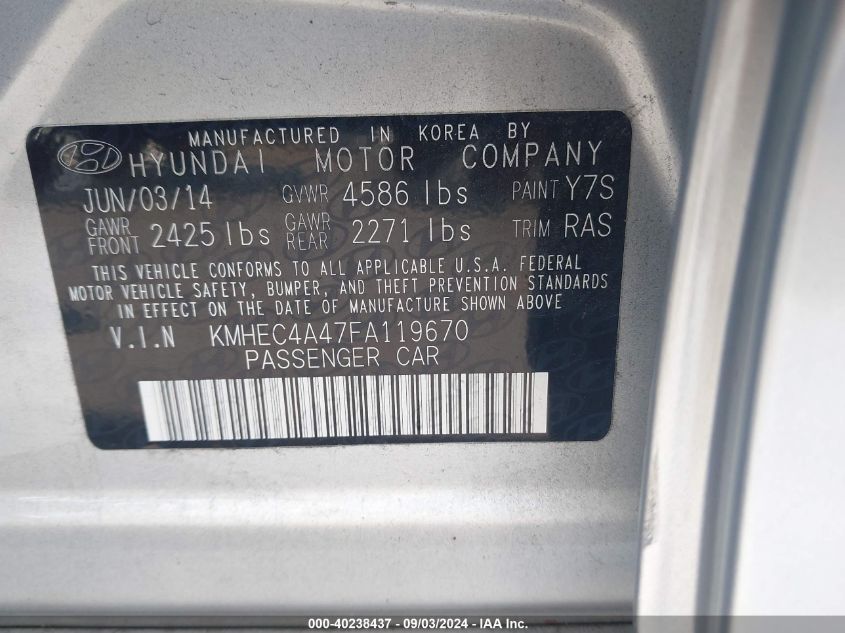 MANUFACTURED IN KOREA BY
HYUNDAI MOTOR COMPANY
JUN/03/14 GVWR 4586 lbs PAINT Y7S
GAWR FRONT 2425 lbs GAWR REAR 2271 lbs TRIM RAS
THIS VEHICLE CONFORMS TO ALL APPLICABLE U.S.A. FEDERAL
MOTOR VEHICLE SAFETY, BUMPER, AND THEFT PREVENTION STANDARDS
IN EFFECT ON THE DATE OF MANUFACTURE SHOWN ABOVE
V.I.N KMHEC4A47FA119670
PASSENGER CAR
000-40238437 - 09/03/2024 - IAA Inc.